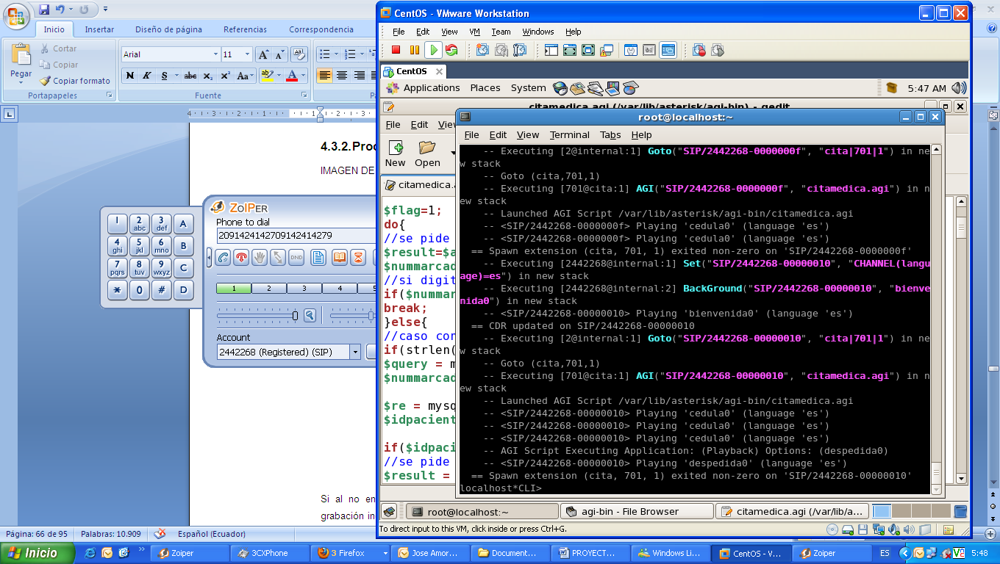 CentOS - VMware Workstation
File Edit View VM Team Windows Help
CentOS
Applications Places System
5:47 AM
citamedica.agi (/var/lib/asterisk/agi-bin) - gedit
File Edit
New Open
citamedica.
$flag=1;
do{
//se pide
$result=$a
$nummarcad
//si digit
if($nummar
break;
}else{
//caso con
if(strlen(
$query = m
$nummarcad
$re = mysq
$idpacient
if($idpaci
//se pide
$result =
root@localhost:~
File Edit View Terminal Tabs Help
-- Executing [2@internal:1] Goto("SIP/2442268-0000000f", "cita|701|1") in ne
w stack
-- Goto (cita,701,1)
-- Executing [701@cita:1] AGI("SIP/2442268-0000000f", "citamedica.agi") in n
ew stack
-- Launched AGI Script /var/lib/asterisk/agi-bin/citamedica.agi
-- <SIP/2442268-0000000f> Playing 'cedula0' (language 'es')
-- <SIP/2442268-0000000f> Playing 'cedula0' (language 'es')
== Spawn extension (cita, 701, 1) exited non-zero on 'SIP/2442268-0000000f'
-- Executing [2442268@internal:1] Set("SIP/2442268-00000010", "CHANNEL(langu
age)=es") in new stack
-- Executing [2442268@internal:2] BackGround("SIP/2442268-00000010", "bienve
nida0") in new stack
-- <SIP/2442268-00000010> Playing 'bienvenida0' (language 'es')
== CDR updated on SIP/2442268-00000010
-- Executing [2@internal:1] Goto("SIP/2442268-00000010", "cita|701|1") in ne
w stack
-- Goto (cita,701,1)
-- Executing [701@cita:1] AGI("SIP/2442268-00000010", "citamedica.agi") in n
ew stack
-- Launched AGI Script /var/lib/asterisk/agi-bin/citamedica.agi
-- <SIP/2442268-00000010> Playing 'cedula0' (language 'es')
-- <SIP/2442268-00000010> Playing 'cedula0' (language 'es')
-- <SIP/2442268-00000010> Playing 'cedula0' (language 'es')
-- AGI Script Executing Application: (Playback) Options: (despedida0)
-- <SIP/2442268-00000010> Playing 'despedida0' (language 'es')
== Spawn extension (cita, 701, 1) exited non-zero on 'SIP/2442268-00000010'
localhost*CLI>
root@localhost:~ agi-bin - File Browser citamedica.agi (/var/lib/a...
To direct input to this VM, click inside or press Ctrl+G.
Inicio Insertar Diseño de página Referencias Correspondencia
Cortar
Copiar
Copiar formato
Pegar
Arial 11
N K S abc x₂ x² Aa
Portapapeles Fuente
4 3 2 1 1 2 3
4.3.2.Proc
IMAGEN DE
ZoIPer
Phone to dial
2091424142709142414279
DND
1 2 3 4 5
Account
2442268 (Registered) (SIP)
1 2 abc 3 def A
4 ghi 5 jkl 6 mno B
7 pqrs 8 tuv 9 wxyz C
* 0 # D
Si al no en
grabación in
Página: 66 de 95 Palabras: 10.909 Español (Ecuador)
Inicio Zoiper 3CXPhone 3 Firefox Jose Amor... Document... PROYECT... Windows Li... CentOS - V... Zoiper ES 5:48